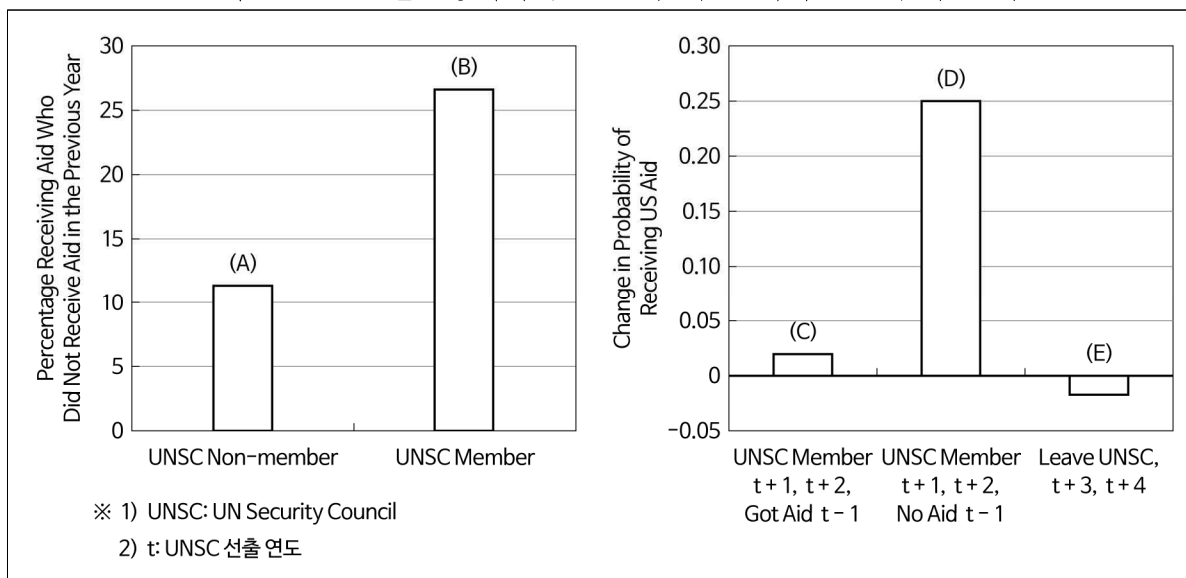 Percentage Receiving Aid Who
Did Not Receive Aid in the Previous Year
30
25
20
15
10
5
0
(A)
(B)
UNSC Non-member
UNSC Member
※ 1) UNSC: UN Security Council
2) t: UNSC 선출 연도
Change in Probability of
Receiving US Aid
0.30
0.25
0.20
0.15
0.10
0.05
0
-0.05
(C)
(D)
(E)
UNSC Member
t + 1, t + 2,
Got Aid t - 1
UNSC Member
t + 1, t + 2,
No Aid t - 1
Leave UNSC,
t + 3, t + 4